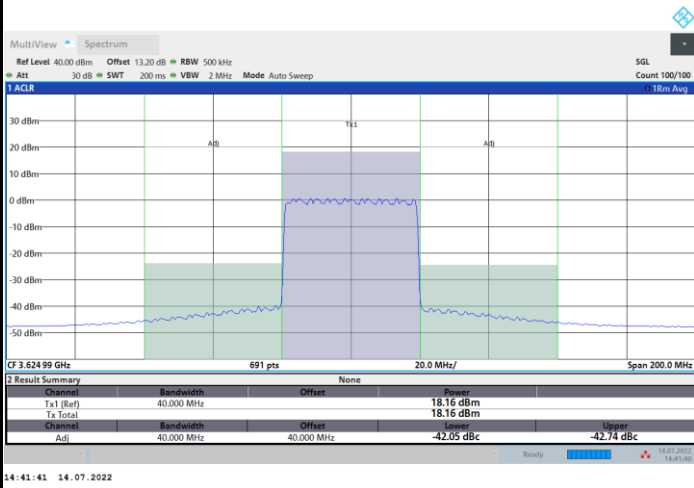 MultiView Spectrum
Ref Level 40.00 dBm Offset 13.20 dB RBW 500 kHz SGL
Att 30 dB SWT 200 ms VBW 2 MHz Mode Auto Sweep Count 100/100
1 ACLR 1Rm Avg
30 dBm
Tx1
20 dBm
Adj Adj
10 dBm
0 dBm
-10 dBm
-20 dBm
-30 dBm
-40 dBm
-50 dBm
CF 3.624 99 GHz 691 pts 20.0 MHz/ Span 200.0 MHz
2 Result Summary None
Channel Bandwidth Offset Power
Tx1 (Ref) 40.000 MHz 18.16 dBm
Tx Total 18.16 dBm
Channel Bandwidth Offset Lower Upper
Adj 40.000 MHz 40.000 MHz -42.05 dBc -42.74 dBc
Ready 14.07.2022
14:41:40
14:41:41 14.07.2022